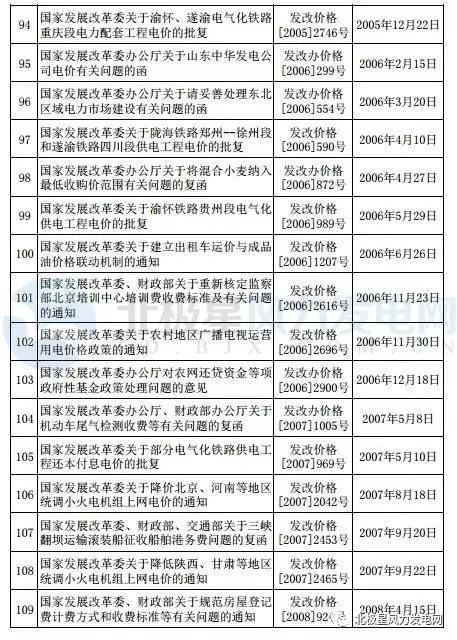 94
国家发展改革委关于渝怀、遂渝电气化铁路
重庆段电力配套工程电价的批复
发改价格
[2005]2746号
2005年12月22日
95
国家发展改革委办公厅关于山东中华发电公
司电价有关问题的函
发改办价格
[2006]299号
2006年2月15日
96
国家发展改革委办公厅关于请妥善处理东北
区域电力市场建设有关问题的函
发改办价格
[2006]554号
2006年3月20日
97
国家发展改革委关于陇海铁路郑州--徐州段
和遂渝铁路四川段供电工程电价的批复
发改价格
[2006]590号
2006年4月10日
98
国家发展改革委办公厅关于将混合小麦纳入
最低收购价范围有关问题的复函
发改办价格
[2006]872号
2006年4月27日
99
国家发展改革委关于渝怀铁路贵州段电气化
供电工程电价的批复
发改价格
[2006]989号
2006年5月29日
100
国家发展改革委关于建立出租车运价与成品
油价格联动机制的通知
发改价格
[2006]1207号
2006年6月26日
101
国家发展改革委、财政部关于重新核定监察
部北京培训中心培训费收费标准及有关问题
的通知
发改价格
[2006]2616号
2006年11月23日
102
国家发展改革委关于农村地区广播电视运营
用电价格政策的通知
发改价格
[2006]2696号
2006年11月30日
103
国家发展改革委办公厅对农网还贷资金等项
政府性基金政策处理问题的意见
发改办价格
[2006]2900号
2006年12月18日
104
国家发展改革委办公厅、财政部办公厅关于
机动车尾气检测收费等有关问题的复函
发改办价格
[2007]1005号
2007年5月8日
105
国家发展改革委关于部分电气化铁路供电工
程还本付息电价的批复
发改价格
[2007]969号
2007年5月10日
106
国家发展改革委关于降价北京、河南等地区
统调小火电机组上网电价的通知
发改价格
[2007]2042号
2007年8月18日
107
国家发展改革委、财政部、交通部关于三峡
翻坝运输滚装船征收船舶港务费问题的复函
发改价格
[2007]2453号
2007年9月20日
108
国家发展改革委关于降低陕西、甘肃等地区
统调小火电机组上网电价的通知
发改价格
[2007]2465号
2007年9月22日
109
国家发展改革委、财政部关于规范房屋登记
费计费方式和收费标准等有关问题的通知
发改价格
[2008]924号
2008年4月15日
北极星风力发电网